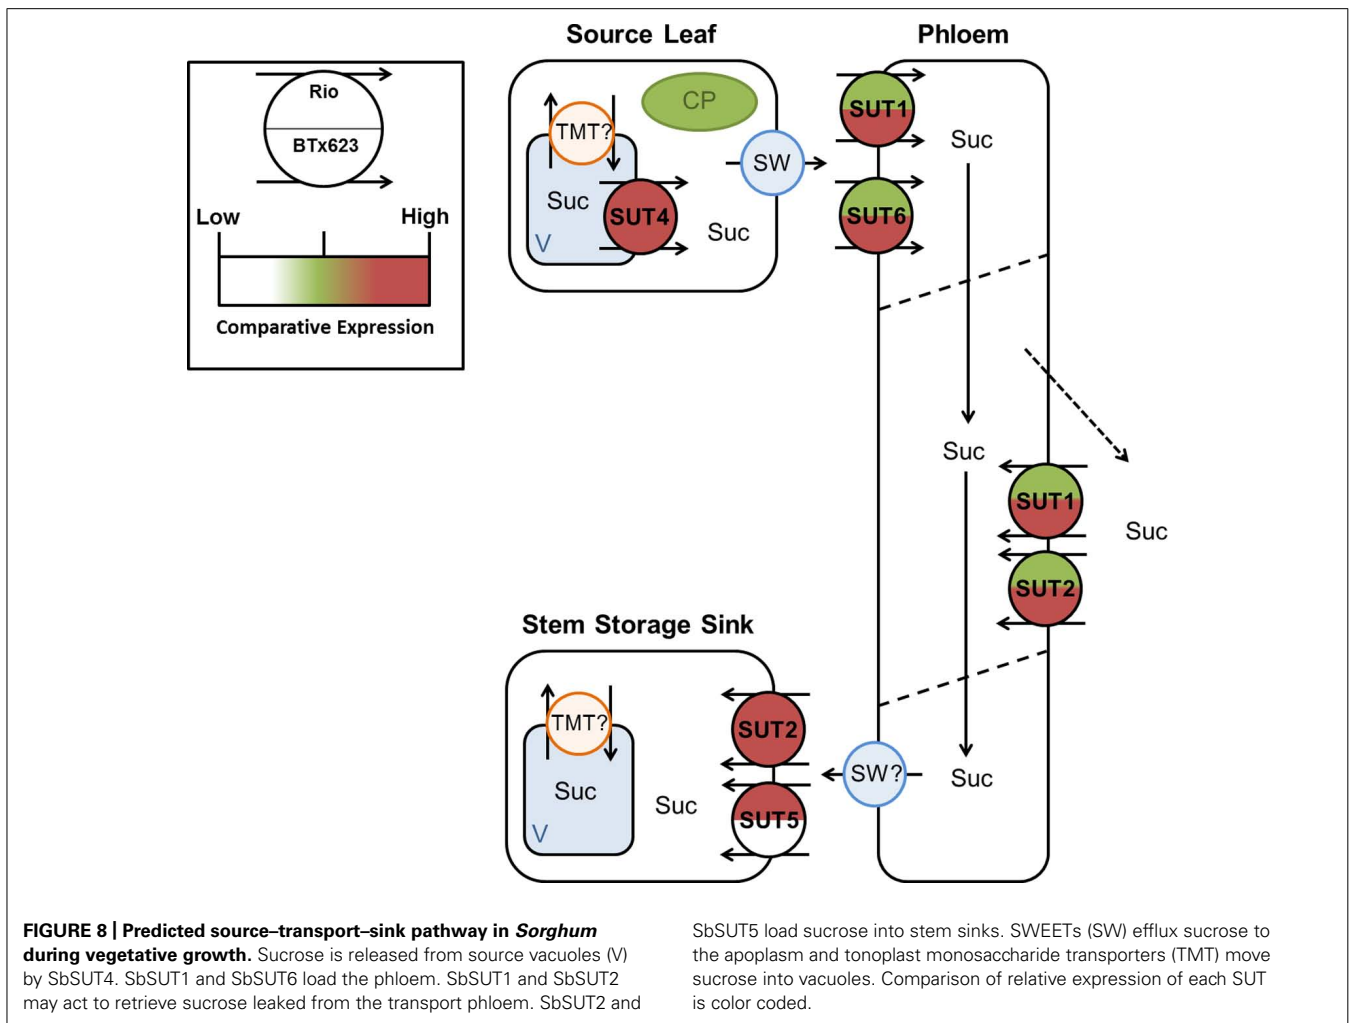 Source Leaf
Phloem
Rio
BTx623
Low
High
Comparative Expression
TMT?
CP
Suc
V
SUT4
Suc
SW
SUT1
SUT6
Suc
Suc
SUT1
SUT2
Suc
Stem Storage Sink
TMT?
Suc
V
Suc
SUT2
SUT5
SW?
Suc
FIGURE 8 | Predicted source–transport–sink pathway in Sorghum
during vegetative growth. Sucrose is released from source vacuoles (V)
by SbSUT4. SbSUT1 and SbSUT6 load the phloem. SbSUT1 and SbSUT2
may act to retrieve sucrose leaked from the transport phloem. SbSUT2 and
SbSUT5 load sucrose into stem sinks. SWEETs (SW) efflux sucrose to
the apoplasm and tonoplast monosaccharide transporters (TMT) move
sucrose into vacuoles. Comparison of relative expression of each SUT
is color coded.